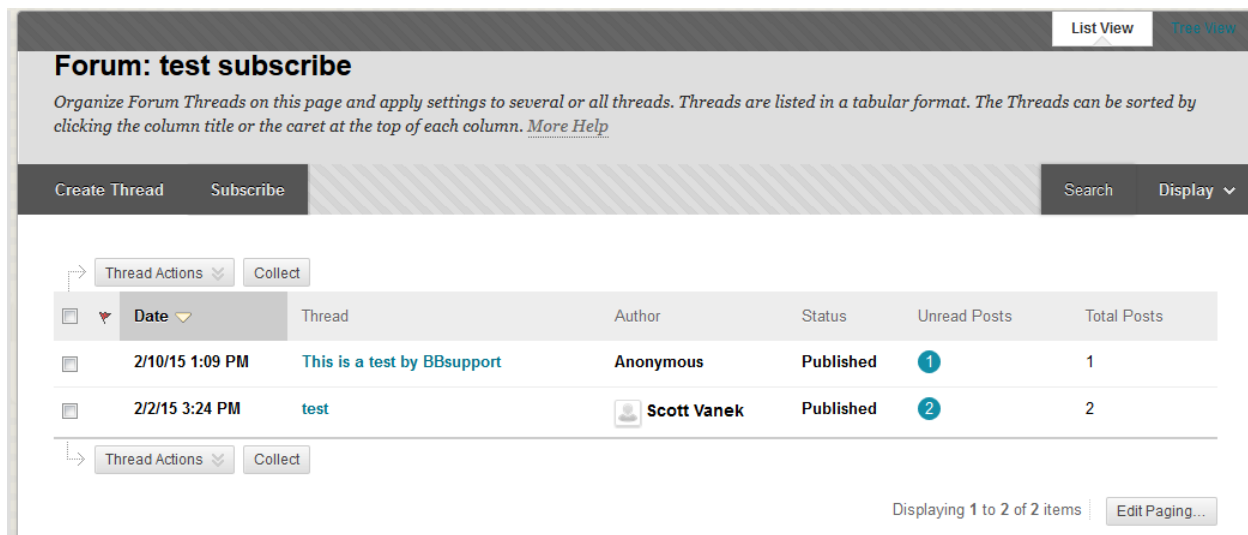 List View Tree View
Forum: test subscribe
Organize Forum Threads on this page and apply settings to several or all threads. Threads are listed in a tabular format. The Threads can be sorted by
clicking the column title or the caret at the top of each column. More Help
Create Thread Subscribe Search Display
Thread Actions Collect
Date Thread Author Status Unread Posts Total Posts
2/10/15 1:09 PM This is a test by BBsupport Anonymous Published 1 1
2/2/15 3:24 PM test Scott Vanek Published 2 2
Thread Actions Collect
Displaying 1 to 2 of 2 items Edit Paging...